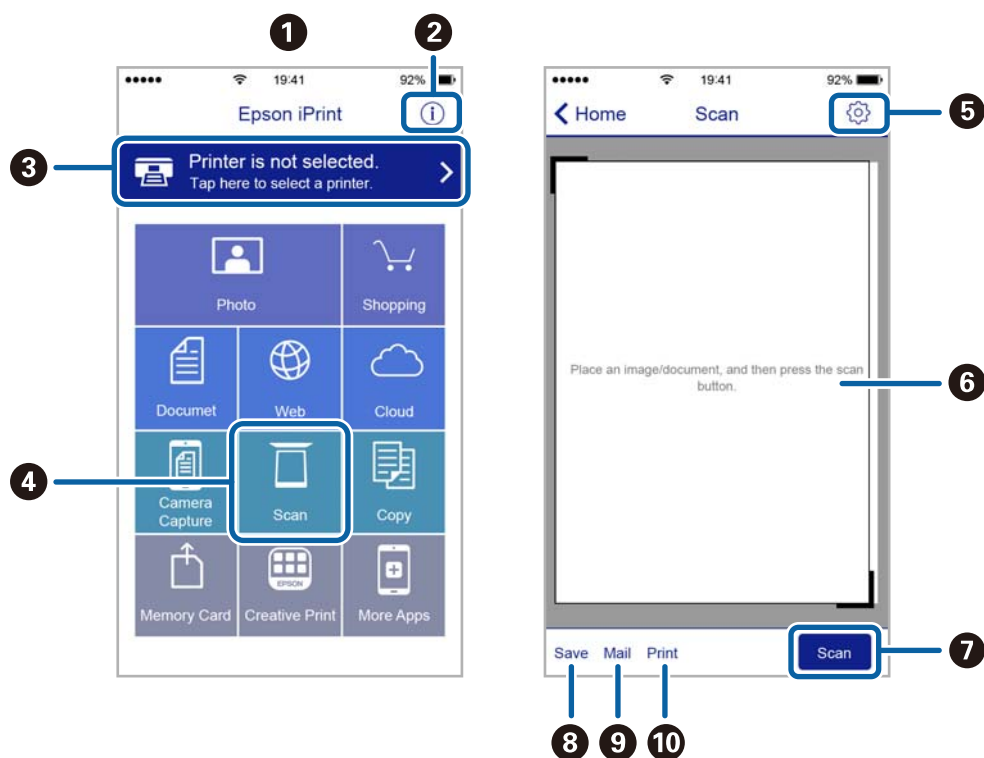 1
2
19:41
92%
Epson iPrint
i
3
Printer is not selected.
Tap here to select a printer.
Photo
Shopping
Documet
Web
Cloud
4
Camera
Capture
Scan
Copy
EPSON
Memory Card
Creative Print
More Apps
19:41
92%
Home
Scan
5
Place an image/document, and then press the scan
button.
6
Save
Mail
Print
Scan
7
8
9
10